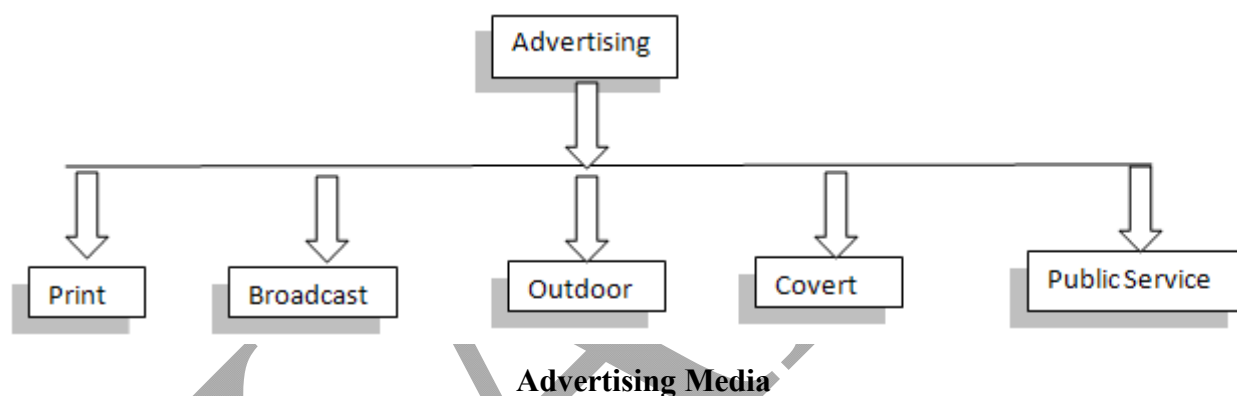 Advertising
Print
Broadcast
Outdoor
Covert
Public Service
Advertising Media